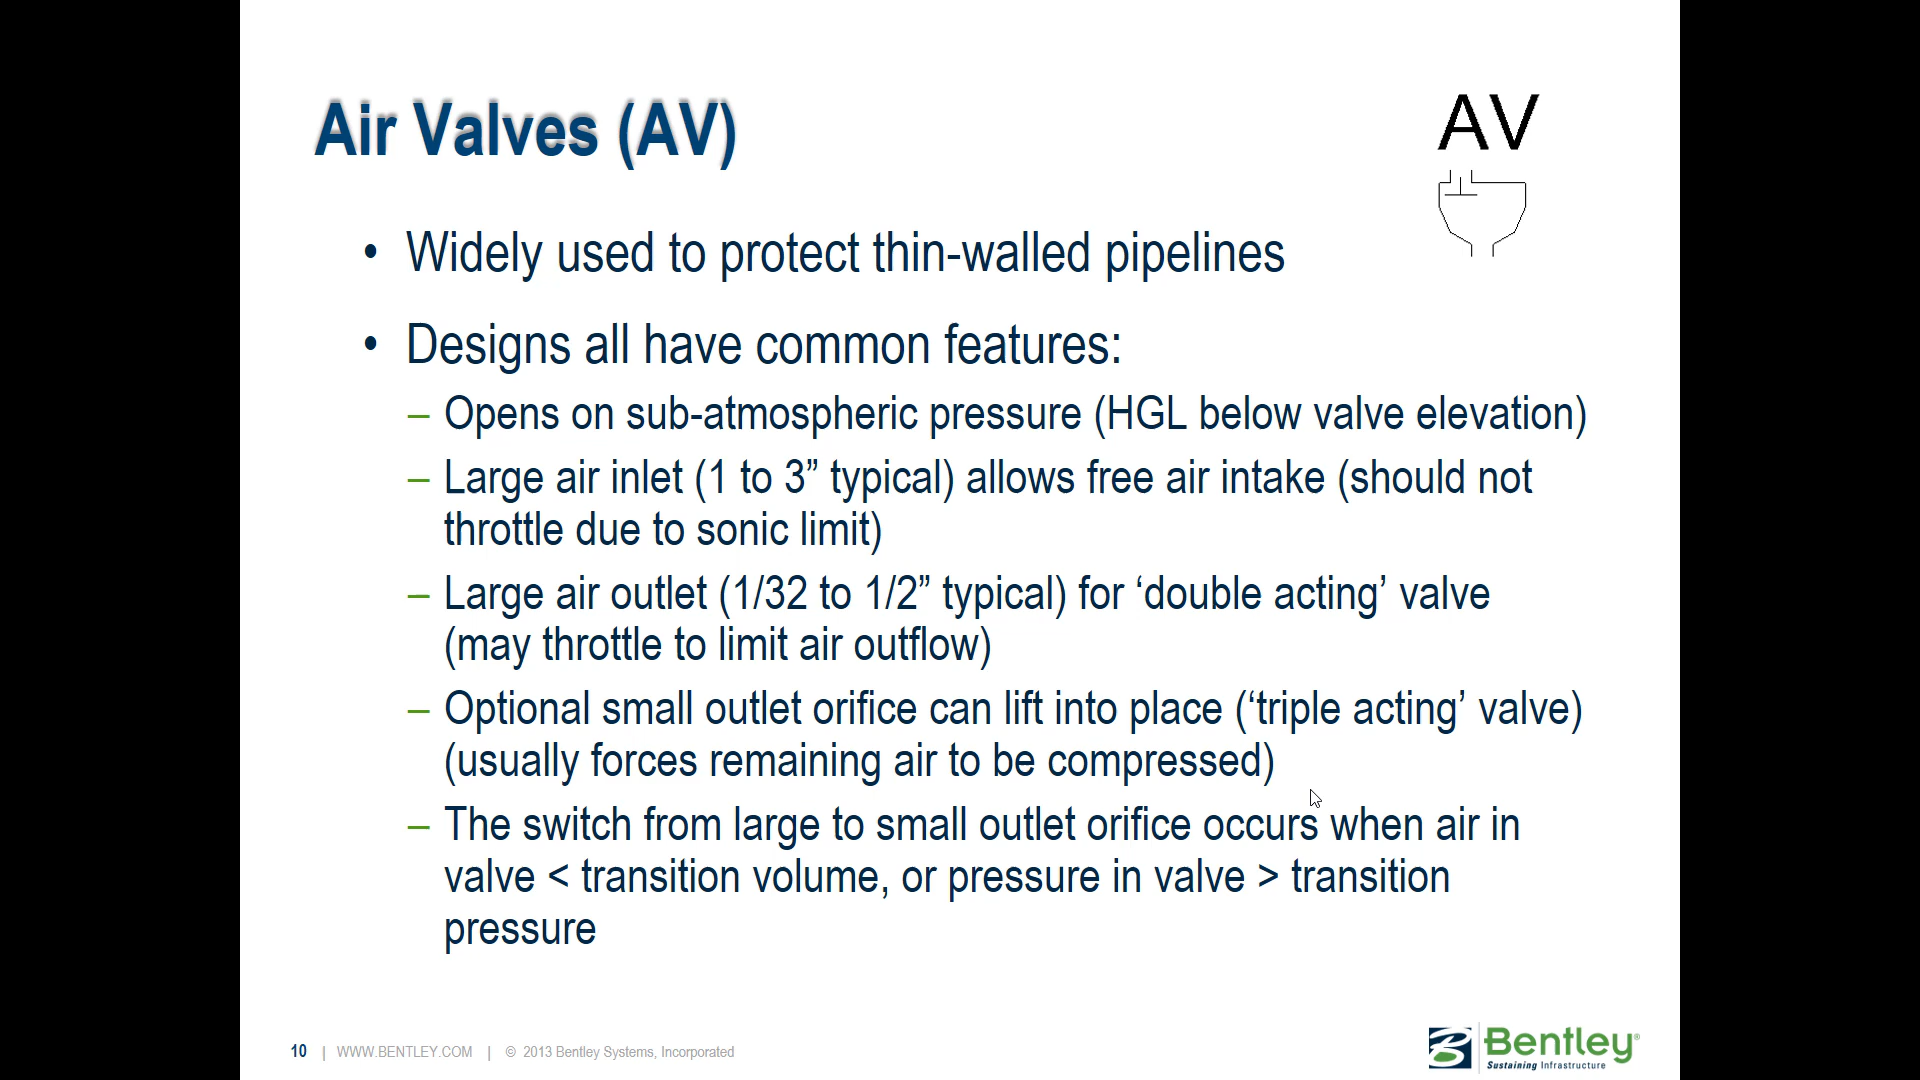 Air Valves (AV)
AV
• Widely used to protect thin-walled pipelines
• Designs all have common features:
– Opens on sub-atmospheric pressure (HGL below valve elevation)
– Large air inlet (1 to 3” typical) allows free air intake (should not
throttle due to sonic limit)
– Large air outlet (1/32 to 1/2” typical) for ‘double acting’ valve
(may throttle to limit air outflow)
– Optional small outlet orifice can lift into place (‘triple acting’ valve)
(usually forces remaining air to be compressed)
– The switch from large to small outlet orifice occurs when air in
valve < transition volume, or pressure in valve > transition
pressure
10 | WWW.BENTLEY.COM | © 2013 Bentley Systems, Incorporated
Bentley®
Sustaining Infrastructure